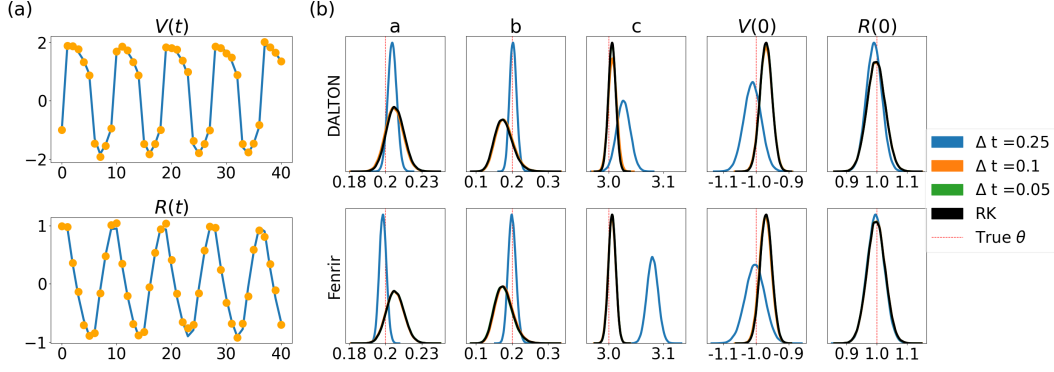 (a)
V(t)
2
0
−2
0 10 20 30 40
R(t)
1
0
−1
0 10 20 30 40
(b)
a b c V(0) R(0)
DALTON
0.18 0.2 0.23 0.1 0.2 0.3 3.0 3.1 -1.1 -1.0 -0.9 0.9 1.0 1.1
Fenrir
0.18 0.2 0.23 0.1 0.2 0.3 3.0 3.1 -1.1 -1.0 -0.9 0.9 1.0 1.1
Δ t =0.25
Δ t =0.1
Δ t =0.05
RK
True θ